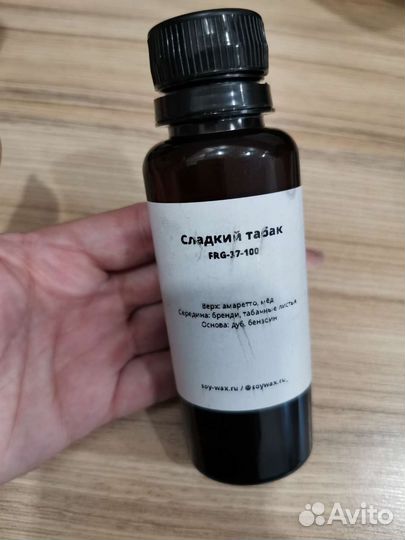 Сладкий табак
FRG-37-100
Верх: амаретто, мёд
Середина: бренди, табачные листья
Основа: дуб, бензоин
soy-wax.ru / @soywax.ru_
Avito